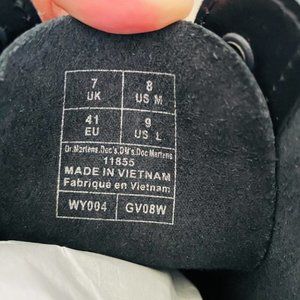 7 8
UK US M
41 9
EU US L
Dr.Martens.Doc's.DM's.Doc Martens
11855
MADE IN VIETNAM
Fabriqué en Vietnam
WY004 GV08W